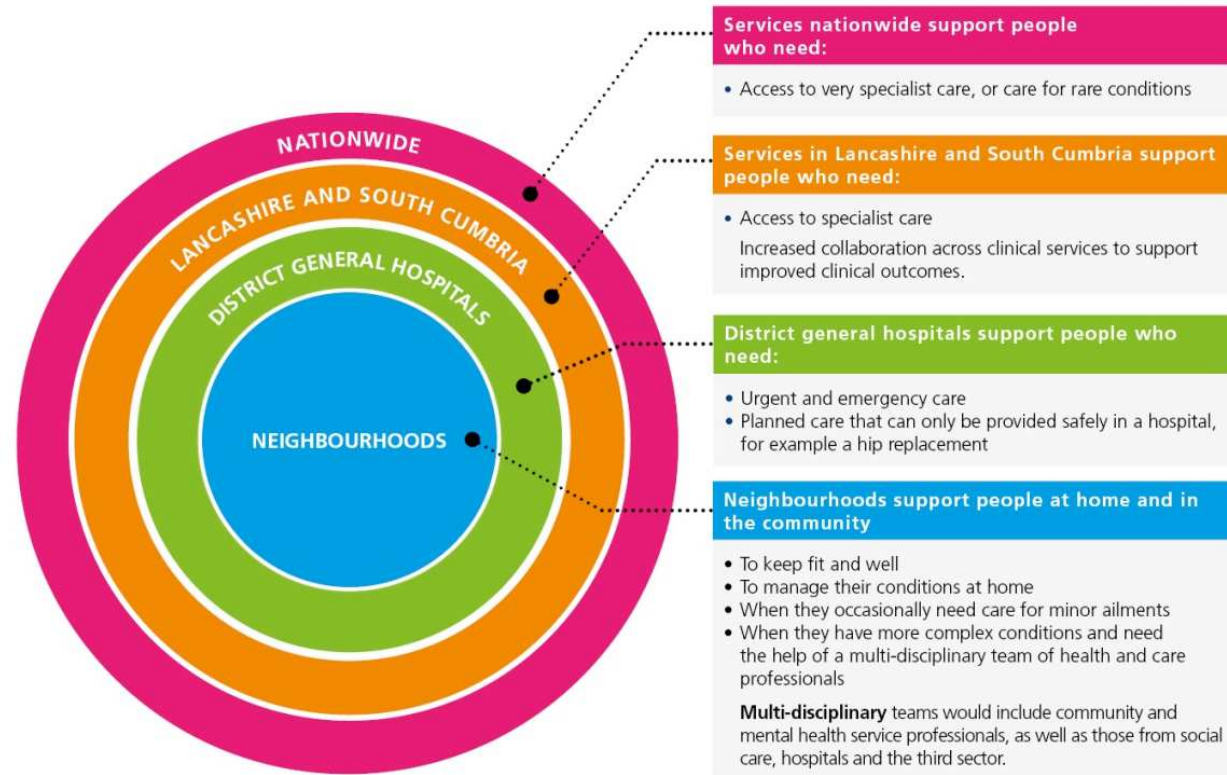 NATIONWIDE
LANCASHIRE AND SOUTH CUMBRIA
DISTRICT GENERAL HOSPITALS
NEIGHBOURHOODS
Services nationwide support people
who need:
• Access to very specialist care, or care for rare conditions
Services in Lancashire and South Cumbria support
people who need:
• Access to specialist care
Increased collaboration across clinical services to support
improved clinical outcomes.
District general hospitals support people who
need:
• Urgent and emergency care
• Planned care that can only be provided safely in a hospital,
for example a hip replacement
Neighbourhoods support people at home and in
the community
• To keep fit and well
• To manage their conditions at home
• When they occasionally need care for minor ailments
• When they have more complex conditions and need
the help of a multi-disciplinary team of health and care
professionals
Multi-disciplinary teams would include community and
mental health service professionals, as well as those from social
care, hospitals and the third sector.